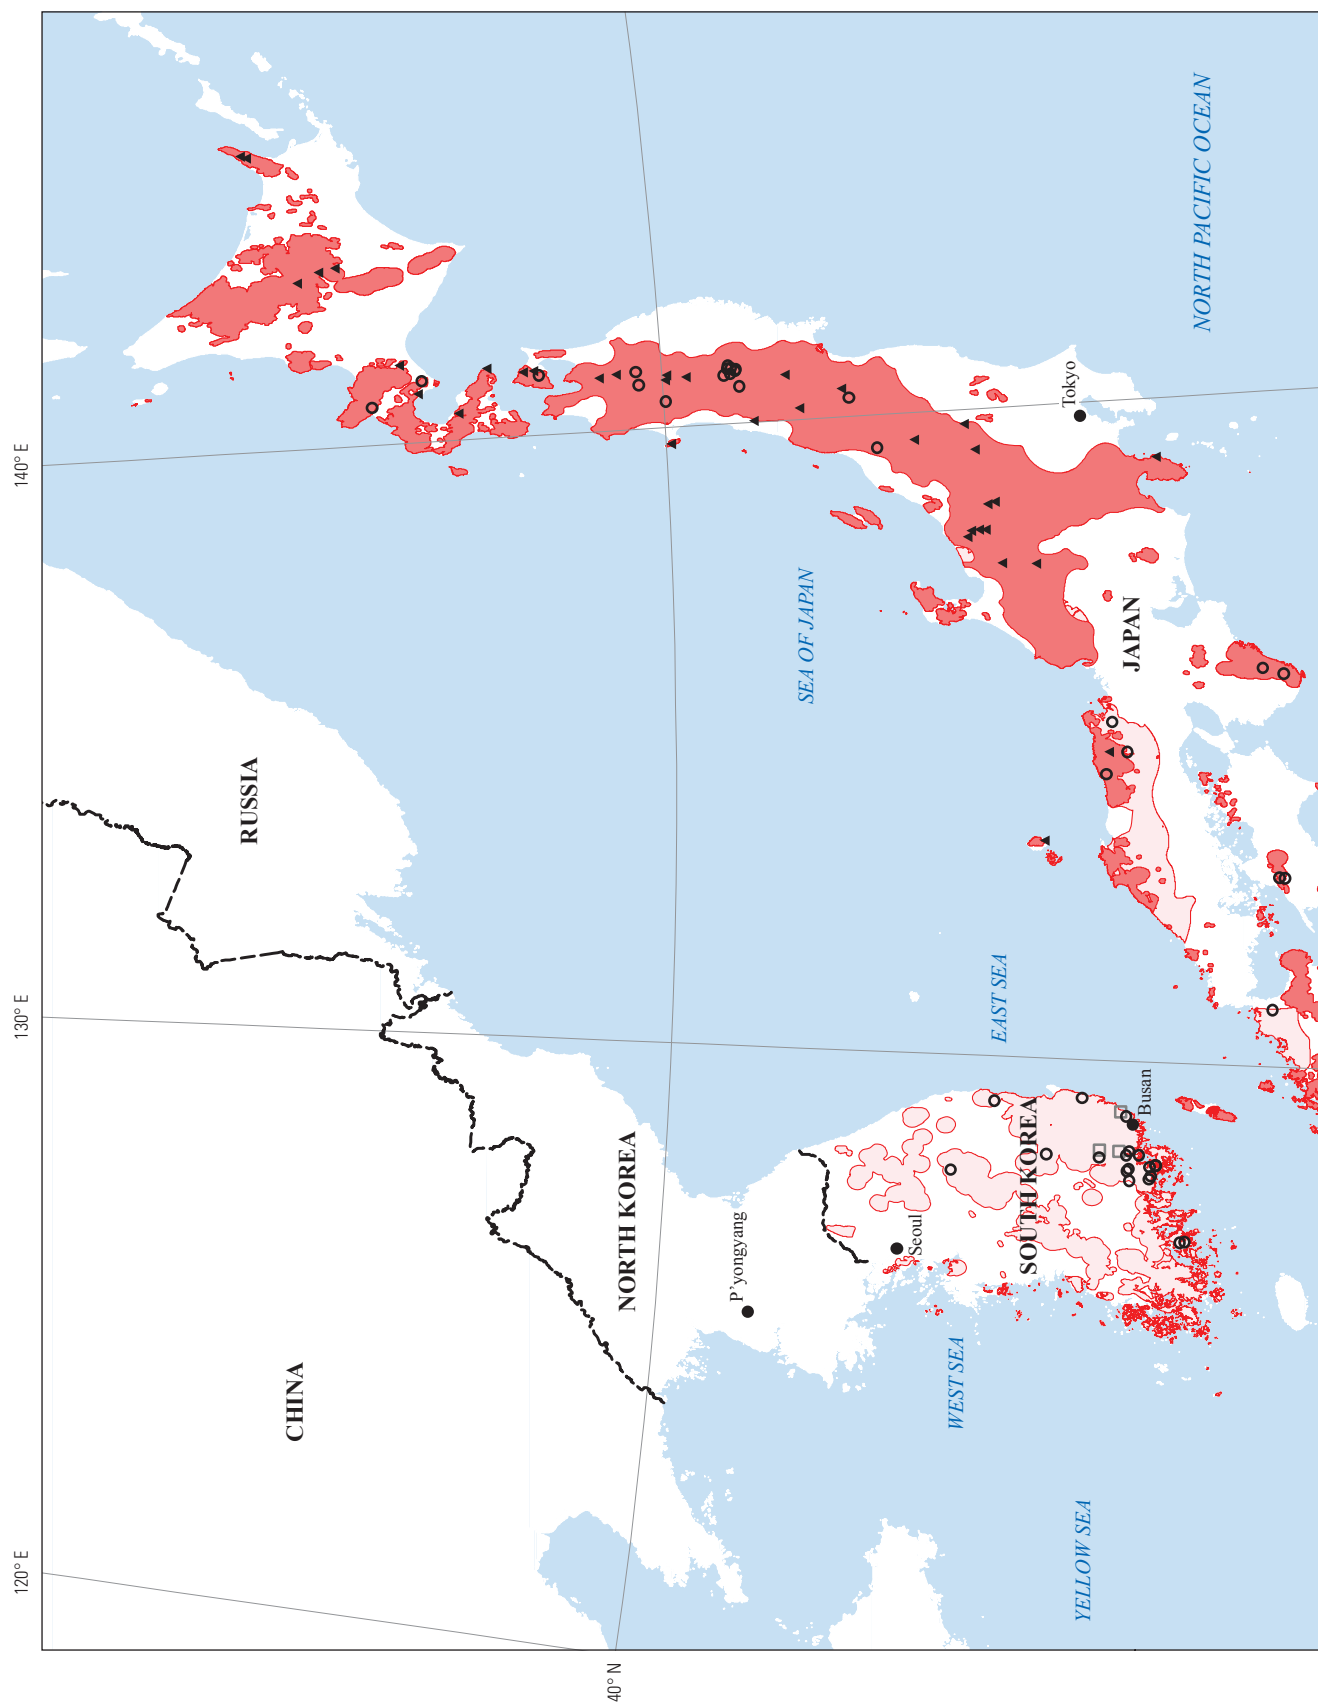 120° E
130° E
140° E
40° N
CHINA
RUSSIA
NORTH KOREA
P'yongyang
Seoul
SOUTH KOREA
Busan
JAPAN
Tokyo
WEST SEA
YELLOW SEA
EAST SEA
SEA OF JAPAN
NORTH PACIFIC OCEAN